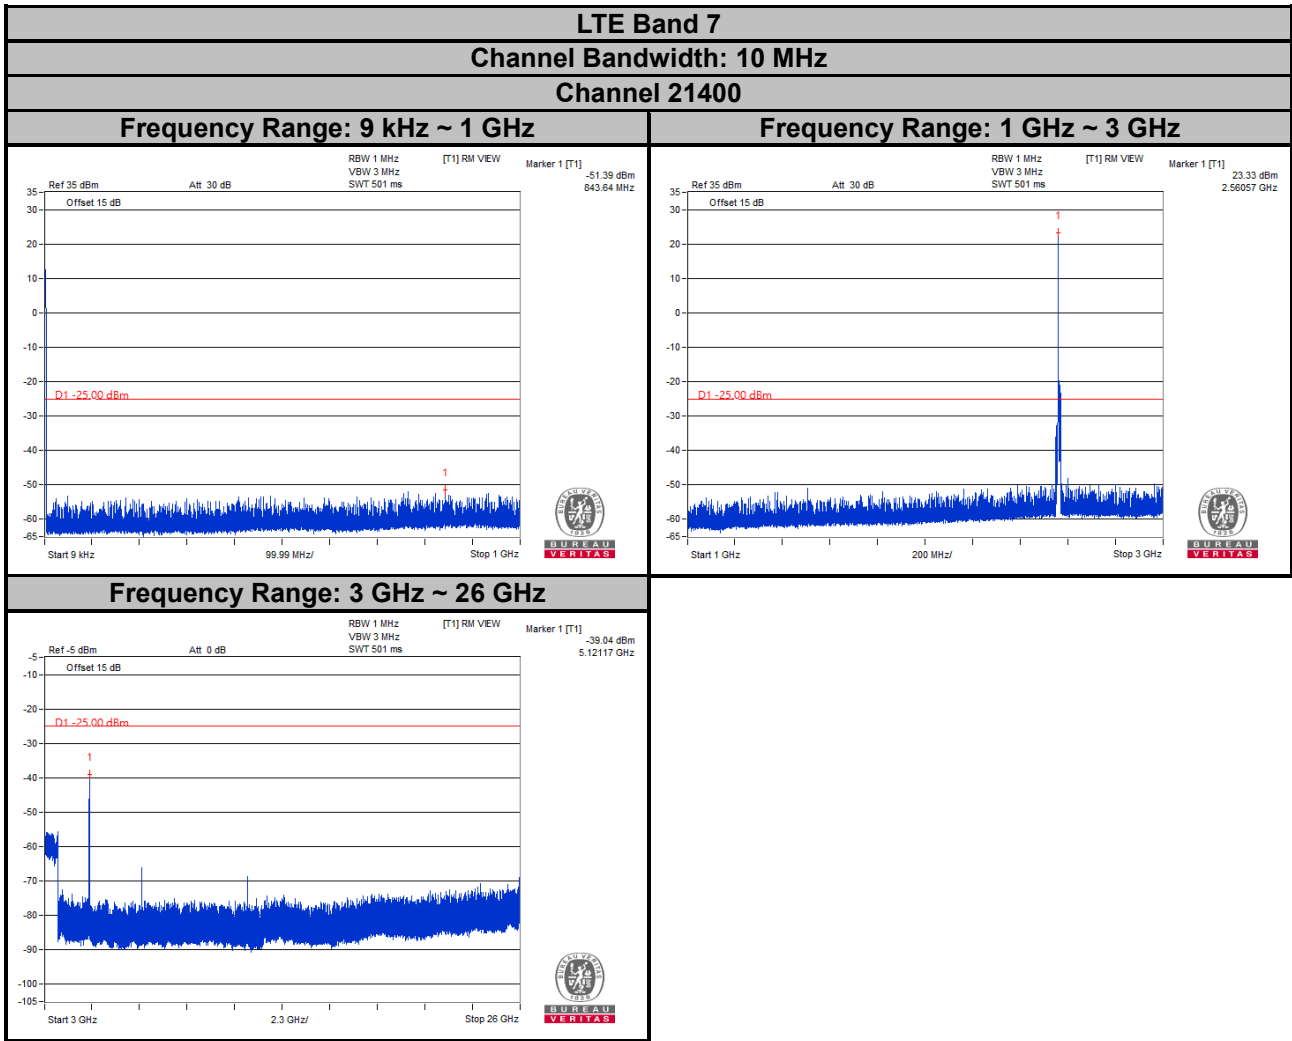 LTE Band 7
Channel Bandwidth: 10 MHz
Channel 21400
Frequency Range: 9 kHz ~ 1 GHz
RBW 1 MHz [T1] RM VIEW Marker 1 [T1]
VBW 3 MHz -51.39 dBm
Ref 35 dBm Att 30 dB SWT 501 ms 843.64 MHz
35
Offset 15 dB
30
20
10
0
-10
-20
D1 -25.00 dBm
-30
-40
1
-50
-60
-65
Start 9 kHz 99.99 MHz/ Stop 1 GHz
BUREAU VERITAS
1828
BUREAU
VERITAS
Frequency Range: 1 GHz ~ 3 GHz
RBW 1 MHz [T1] RM VIEW Marker 1 [T1]
VBW 3 MHz 23.33 dBm
Ref 35 dBm Att 30 dB SWT 501 ms 2.56057 GHz
35
Offset 15 dB
30
1
20
10
0
-10
-20
D1 -25.00 dBm
-30
-40
-50
-60
-65
Start 1 GHz 200 MHz/ Stop 3 GHz
BUREAU VERITAS
1828
BUREAU
VERITAS
Frequency Range: 3 GHz ~ 26 GHz
RBW 1 MHz [T1] RM VIEW Marker 1 [T1]
VBW 3 MHz -39.04 dBm
Ref -5 dBm Att 0 dB SWT 501 ms 5.12117 GHz
-5
Offset 15 dB
-10
-20
D1 -25.00 dBm
-30
1
-40
-50
-60
-70
-80
-90
-100
-105
Start 3 GHz 2.3 GHz/ Stop 26 GHz
BUREAU VERITAS
1828
BUREAU
VERITAS